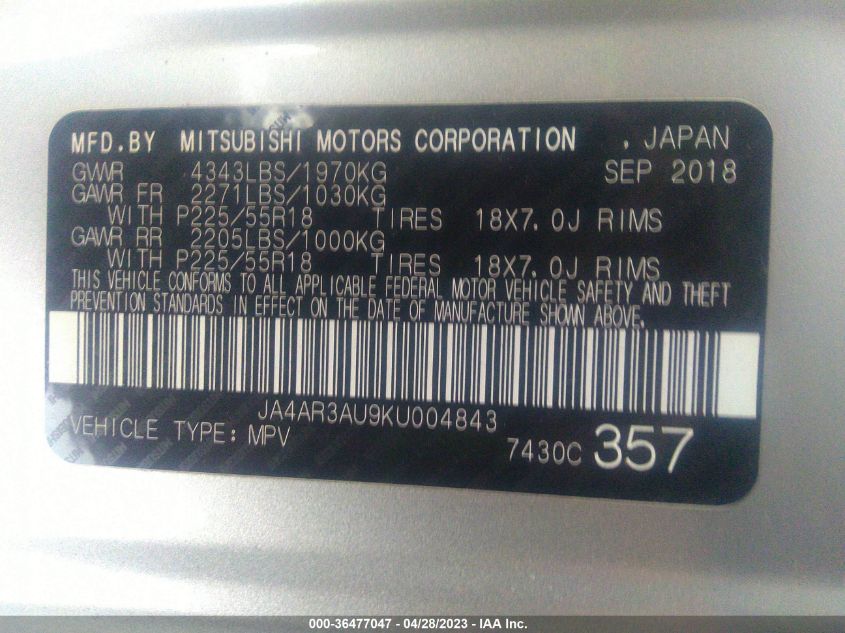 MFD.BY MITSUBISHI MOTORS CORPORATION , JAPAN
GVWR 4343LBS/1970KG SEP 2018
GAWR FR 2271LBS/1030KG
WITH P225/55R18 TIRES 18X7.0J RIMS
GAWR RR 2205LBS/1000KG
WITH P225/55R18 TIRES 18X7.0J RIMS
THIS VEHICLE CONFORMS TO ALL APPLICABLE FEDERAL MOTOR VEHICLE SAFETY AND THEFT
PREVENTION STANDARDS IN EFFECT ON THE DATE OF MANUFACTURE SHOWN ABOVE.
JA4AR3AU9KU004843
VEHICLE TYPE: MPV 7430C 357
000-36477047 - 04/28/2023 - IAA Inc.